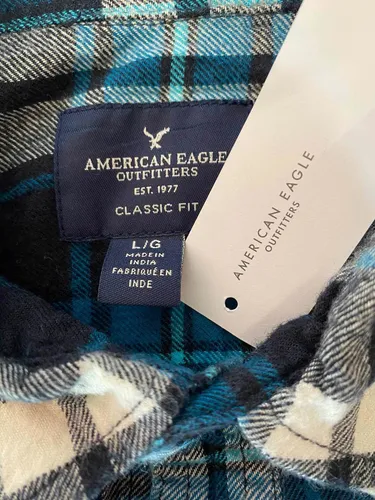 AMERICAN EAGLE
OUTFITTERS
EST. 1977
CLASSIC FIT
L/G
MADE IN
INDIA
FABRIQUÉ EN
INDE
AMERICAN EAGLE
OUTFITTERS